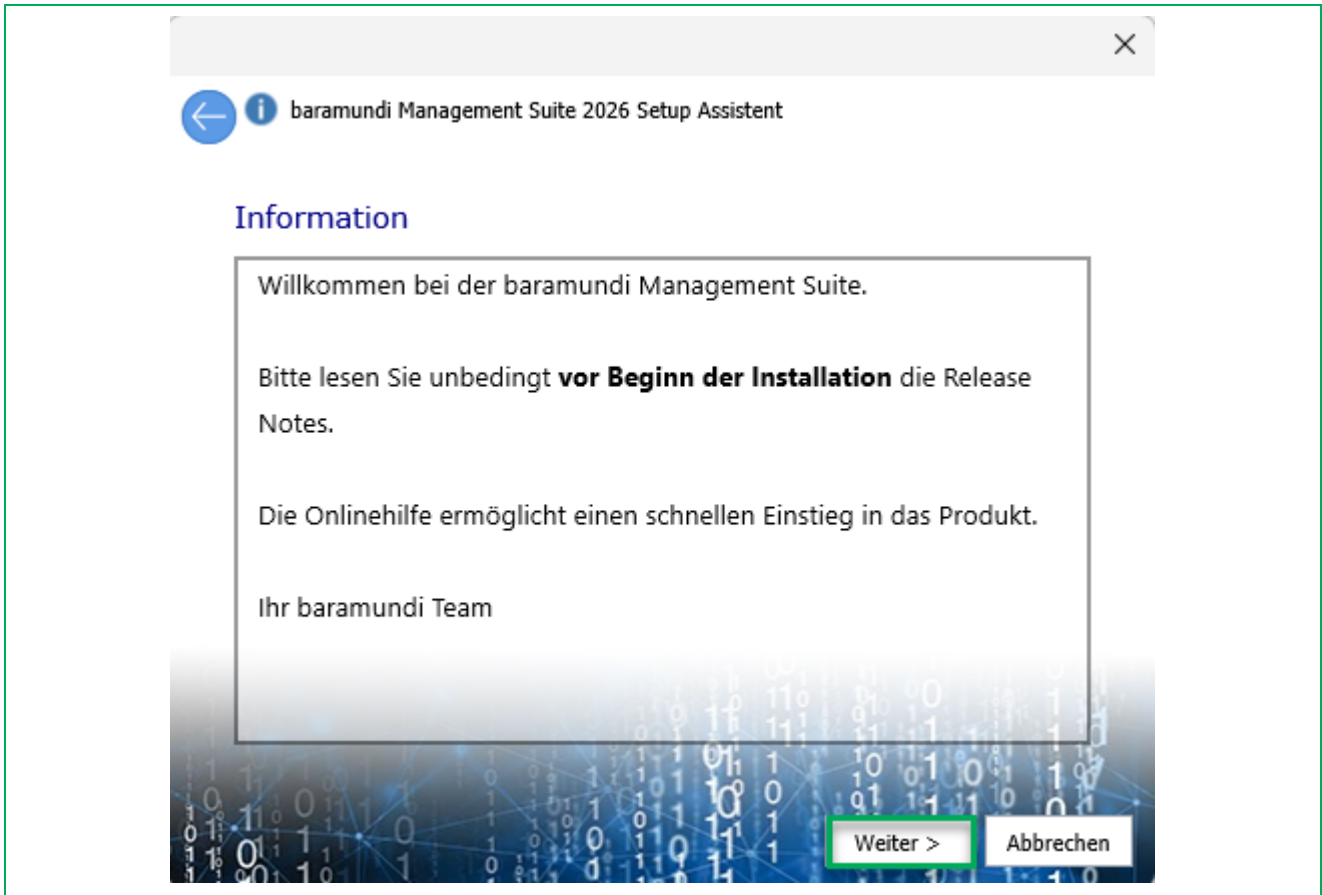 baramundi Management Suite 2026 Setup Assistent
Information
Willkommen bei der baramundi Management Suite.
Bitte lesen Sie unbedingt vor Beginn der Installation die Release
Notes.
Die Onlinehilfe ermöglicht einen schnellen Einstieg in das Produkt.
Ihr baramundi Team
Weiter >
Abbrechen